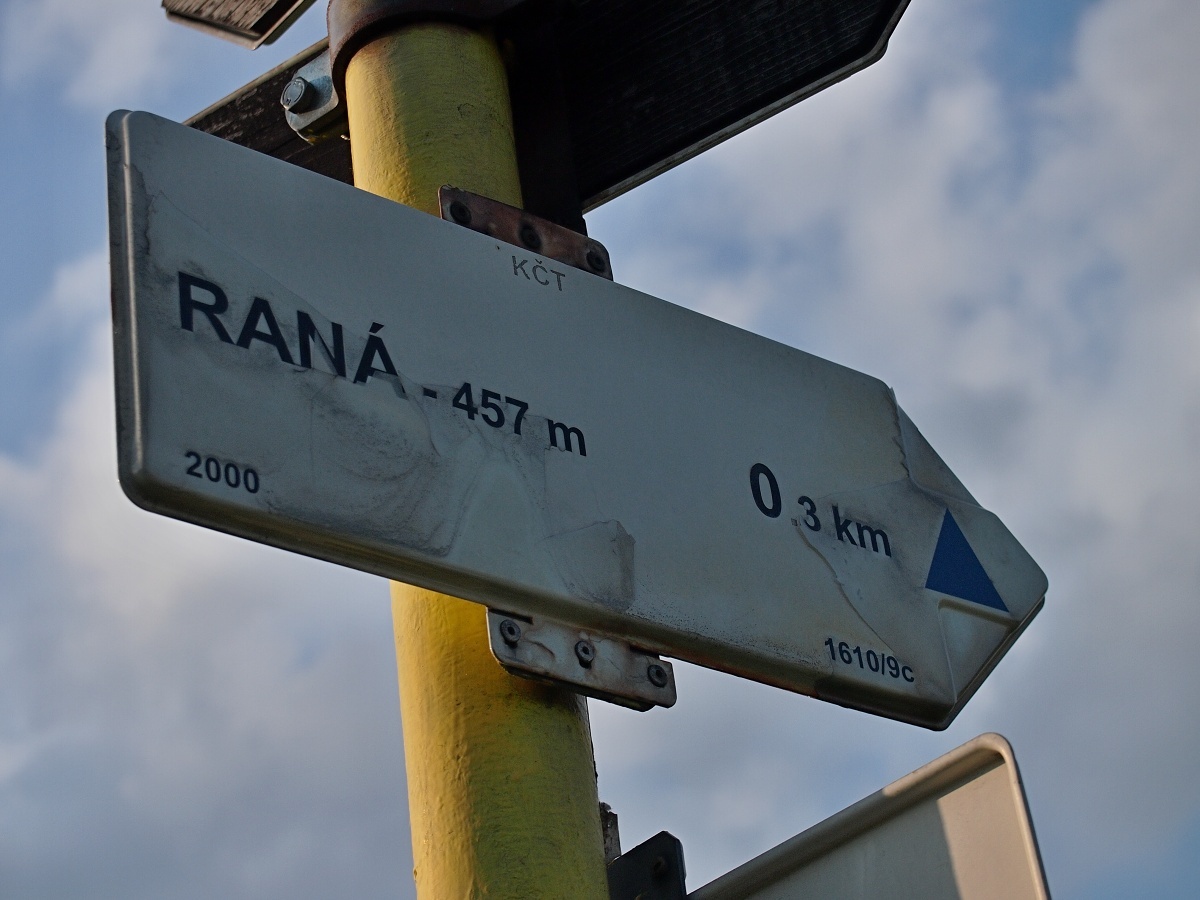 KČT
RANÁ - 457 m
0,3 km
2000
1610/9c